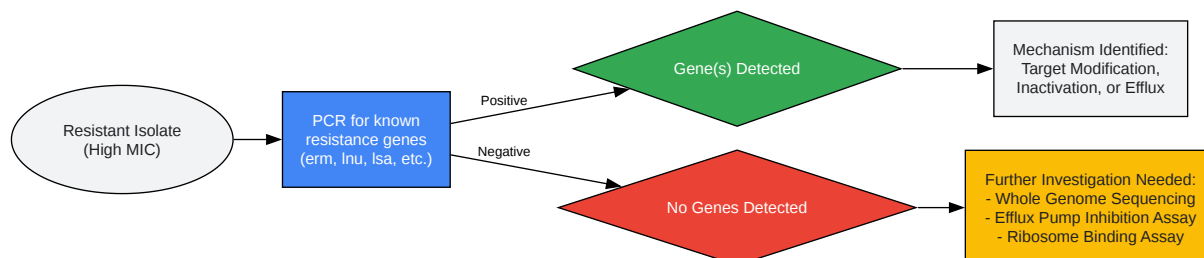 Resistant Isolate
(High MIC)
PCR for known
resistance genes
(erm, lnu, lsa, etc.)
Positive
Negative
Gene(s) Detected
No Genes Detected
Mechanism Identified:
Target Modification,
Inactivation, or Efflux
Further Investigation Needed:
- Whole Genome Sequencing
- Efflux Pump Inhibition Assay
- Ribosome Binding Assay